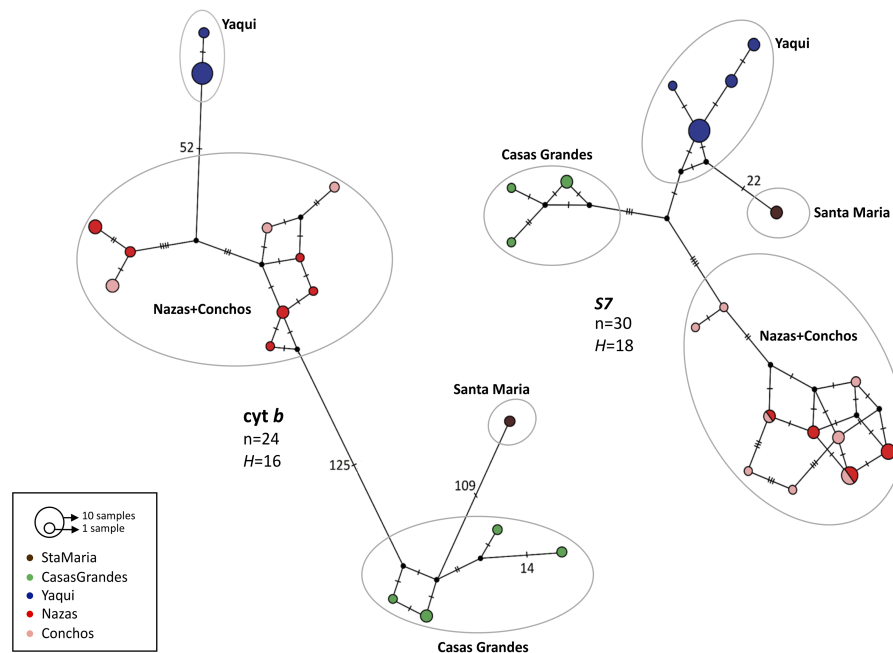 Yaqui
52
Nazas+Conchos
cyt b
n=24
H=16
125
Santa Maria
109
14
Casas Grandes
Yaqui
Casas Grandes
22
Santa Maria
S7
n=30
H=18
Nazas+Conchos
10 samples
1 sample
StaMaria
CasasGrandes
Yaqui
Nazas
Conchos